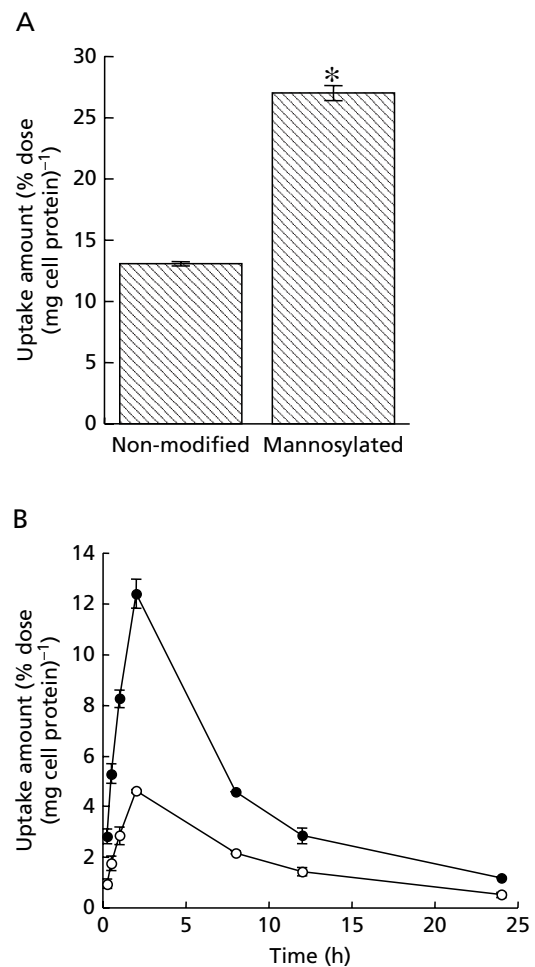 A
Uptake amount (% dose
(mg cell protein)⁻¹
30
25
20
15
10
5
0
*
Non-modified Mannosylated
B
Uptake amount (% dose
(mg cell protein)⁻¹
14
12
10
8
6
4
2
0
0 5 10 15 20 25
Time (h)